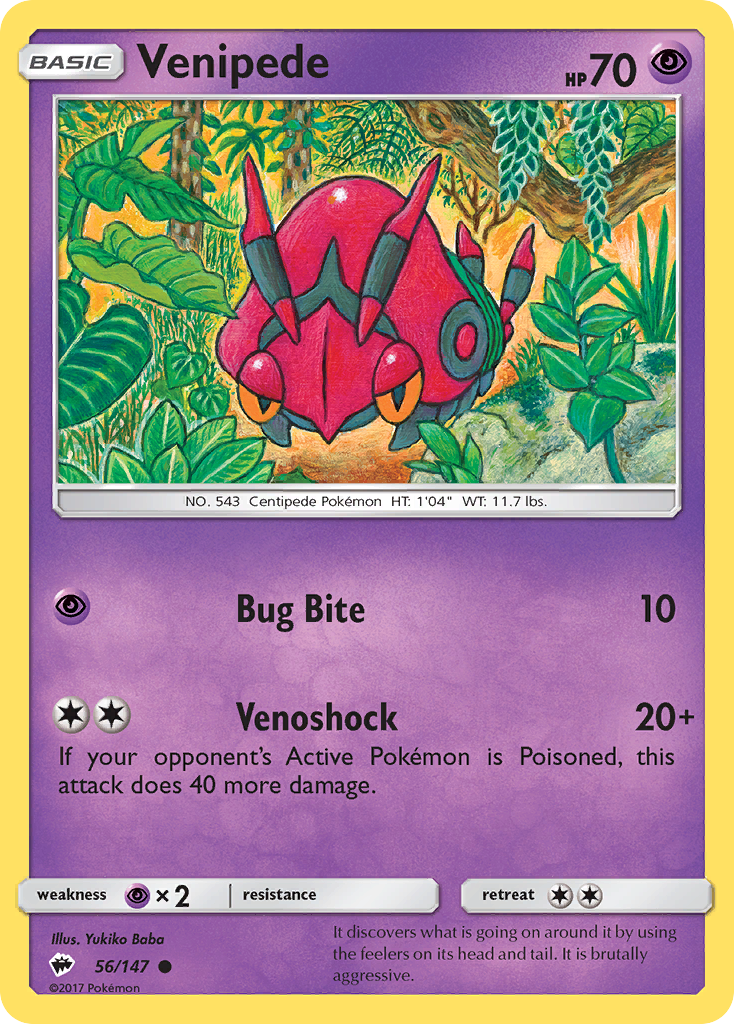 BASIC
Venipede
HP 70
NO. 543 Centipede Pokémon HT: 1'04" WT: 11.7 lbs.
Bug Bite 10
Venoshock 20+
If your opponent's Active Pokémon is Poisoned, this
attack does 40 more damage.
weakness × 2 resistance retreat
Illus. Yukiko Baba
56/147
©2017 Pokémon
It discovers what is going on around it by using
the feelers on its head and tail. It is brutally
aggressive.